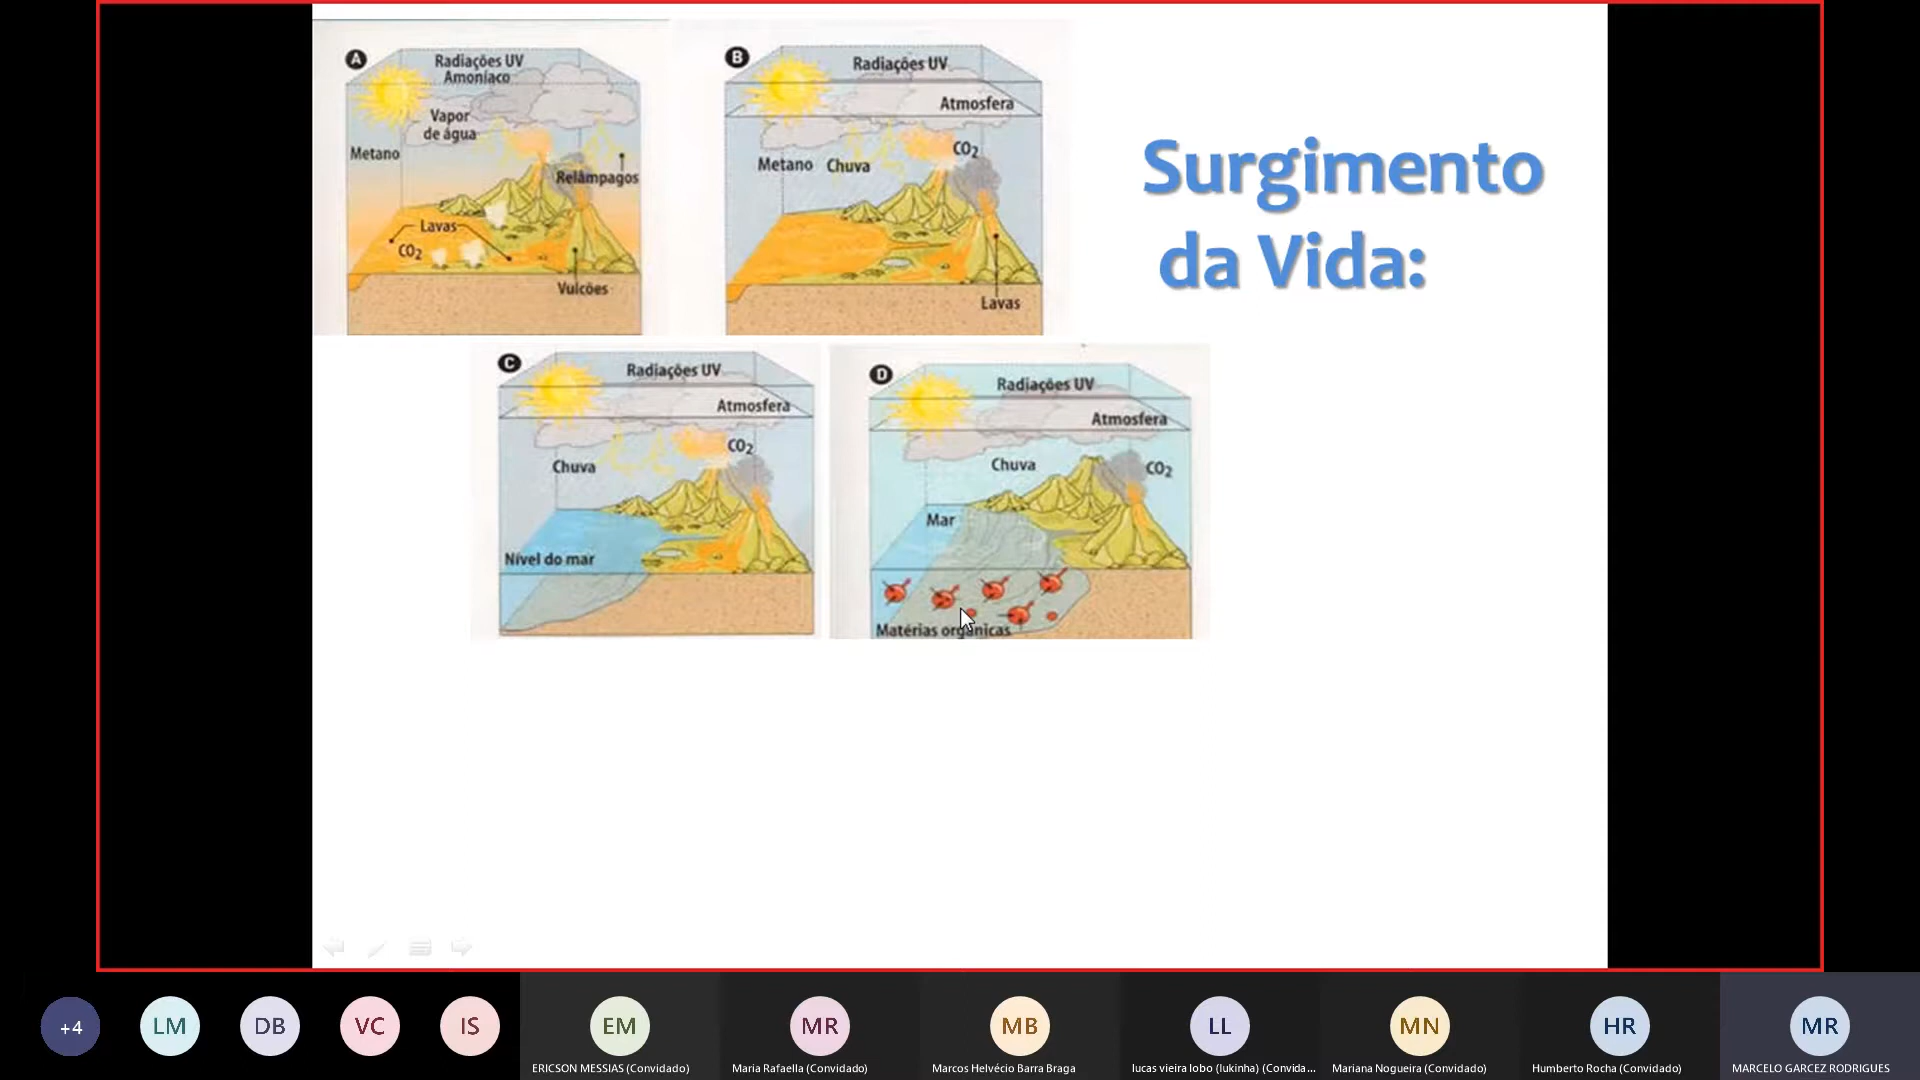 A
Radiações UV
Amoníaco
Vapor
de água
Metano
Relâmpagos
Lavas
CO2
Vulcões
B
Radiações UV
Atmosfera
CO2
Metano Chuva
Lavas
Surgimento
da Vida:
C
Radiações UV
Atmosfera
CO2
Chuva
Nível do mar
D
Radiações UV
Atmosfera
Chuva
CO2
Mar
Matérias orgânicas
+4
LM
DB
VC
IS
EM
MR
MB
LL
MN
HR
MR
ERICSON MESSIAS (Convidado)
Maria Rafaella (Convidado)
Marcos Helvécio Barra Braga
lucas vieira lobo (lukinha) (Convida...
Mariana Nogueira (Convidado)
Humberto Rocha (Convidado)
MARCELO GARCEZ RODRIGUES